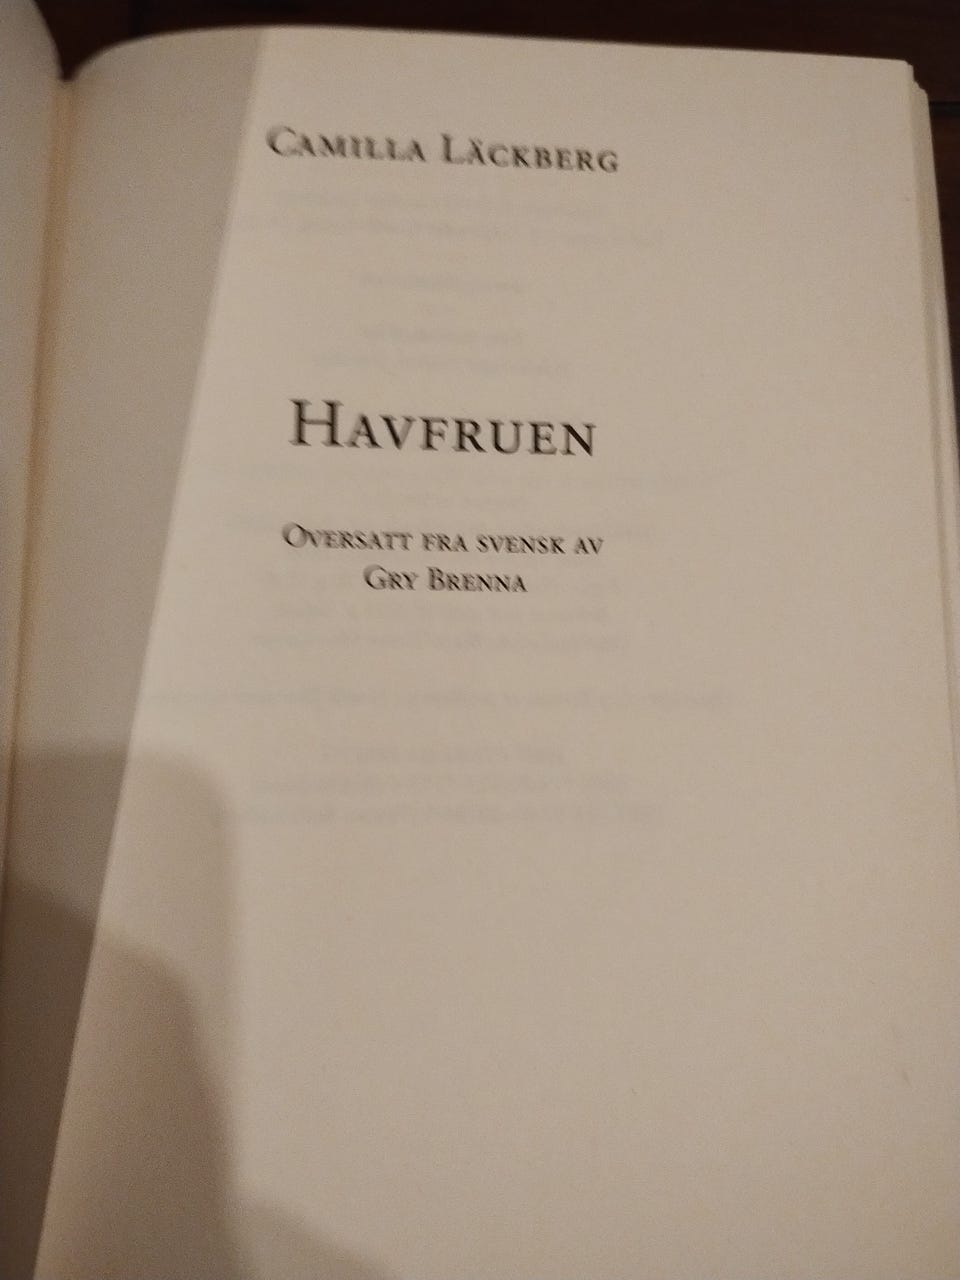 Camilla Läckberg
Havfruen
Oversatt fra svensk av
Gry Brenna